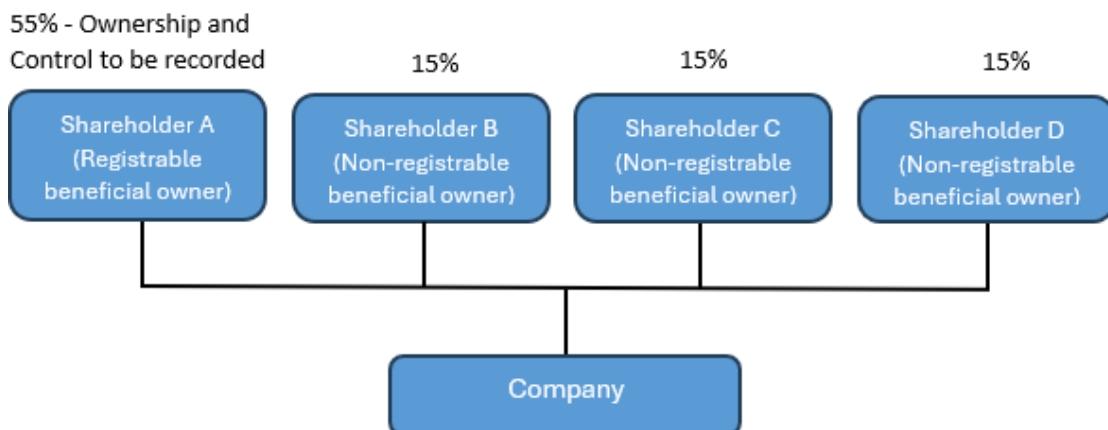 55% - Ownership and
Control to be recorded
15%
15%
15%
Shareholder A
(Registrable
beneficial owner)
Shareholder B
(Non-registrable
beneficial owner)
Shareholder C
(Non-registrable
beneficial owner)
Shareholder D
(Non-registrable
beneficial owner)
Company